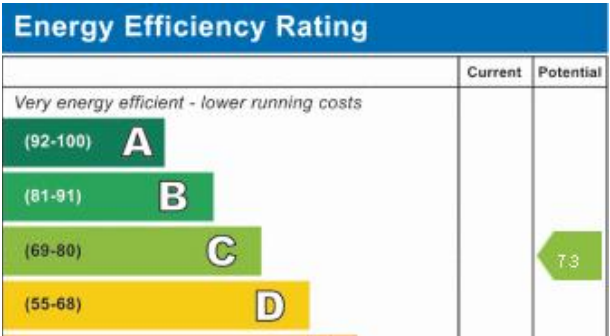 Energy Efficiency Rating
Current Potential
Very energy efficient - lower running costs
(92-100) A
(81-91) B
(69-80) C
73
(55-68) D